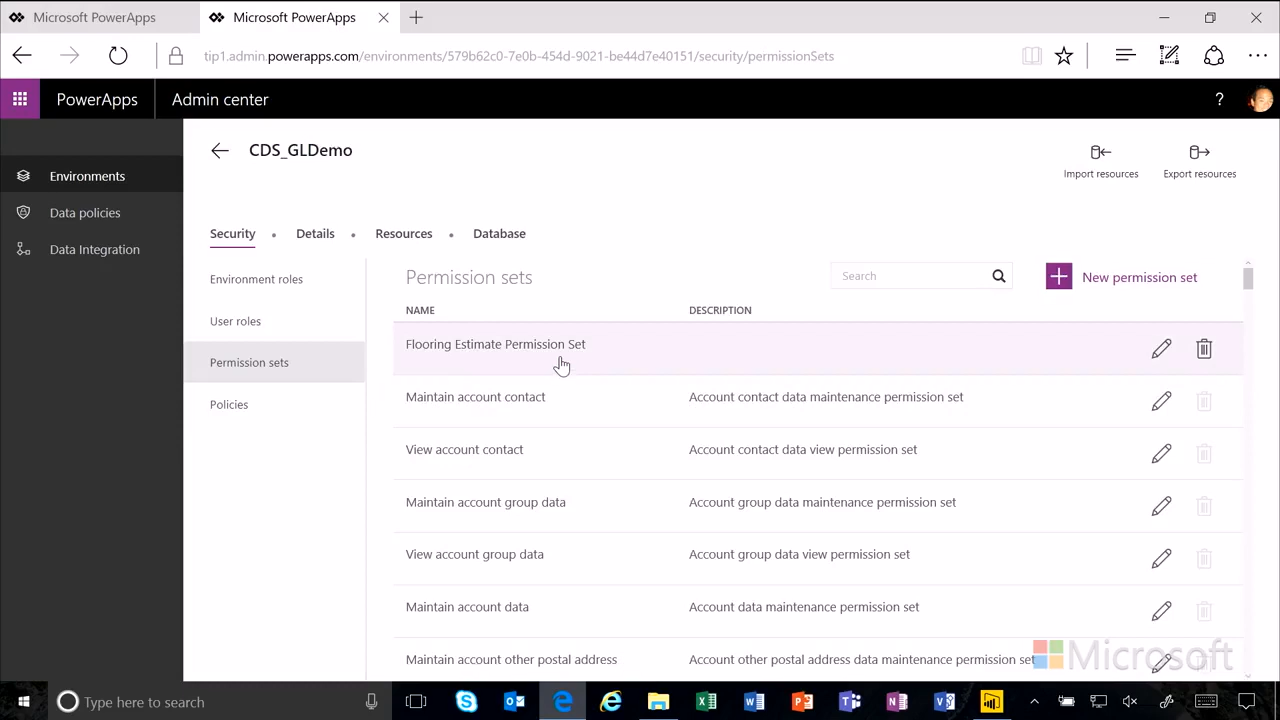 Microsoft PowerApps
Microsoft PowerApps
tip1.admin.powerapps.com/environments/579b62c0-7e0b-454d-9021-be44d7e40151/security/permissionSets
PowerApps
Admin center
?
CDS_GLDemo
Import resources
Export resources
Environments
Data policies
Data Integration
Security
Details
Resources
Database
Environment roles
User roles
Permission sets
Policies
Permission sets
Search
New permission set
NAME
DESCRIPTION
Flooring Estimate Permission Set
Maintain account contact
Account contact data maintenance permission set
View account contact
Account contact data view permission set
Maintain account group data
Account group data maintenance permission set
View account group data
Account group data view permission set
Maintain account data
Account data maintenance permission set
Maintain account other postal address
Account other postal address data maintenance permission set
Microsoft
Type here to search